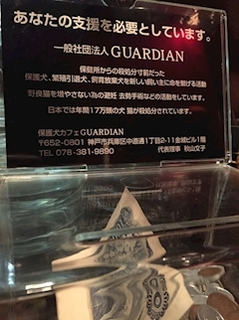 あなたの支援を必要としています。
一般社団法人 GUARDIAN
保健所からの殺処分寸前だった
保護犬、繁殖引退犬、飼育放棄犬を新しい飼い主に命を繋げる活動
野良猫を増やさない為の避妊 去勢手術などの活動をしています。
日本では年間17万頭の犬 猫が殺処分されています。
保護犬カフェGUARDIAN
〒652-0801 神戸市兵庫区中道通1丁目2-11金城ビル1階
TEL 078-381-9890 代表理事 秋山文子